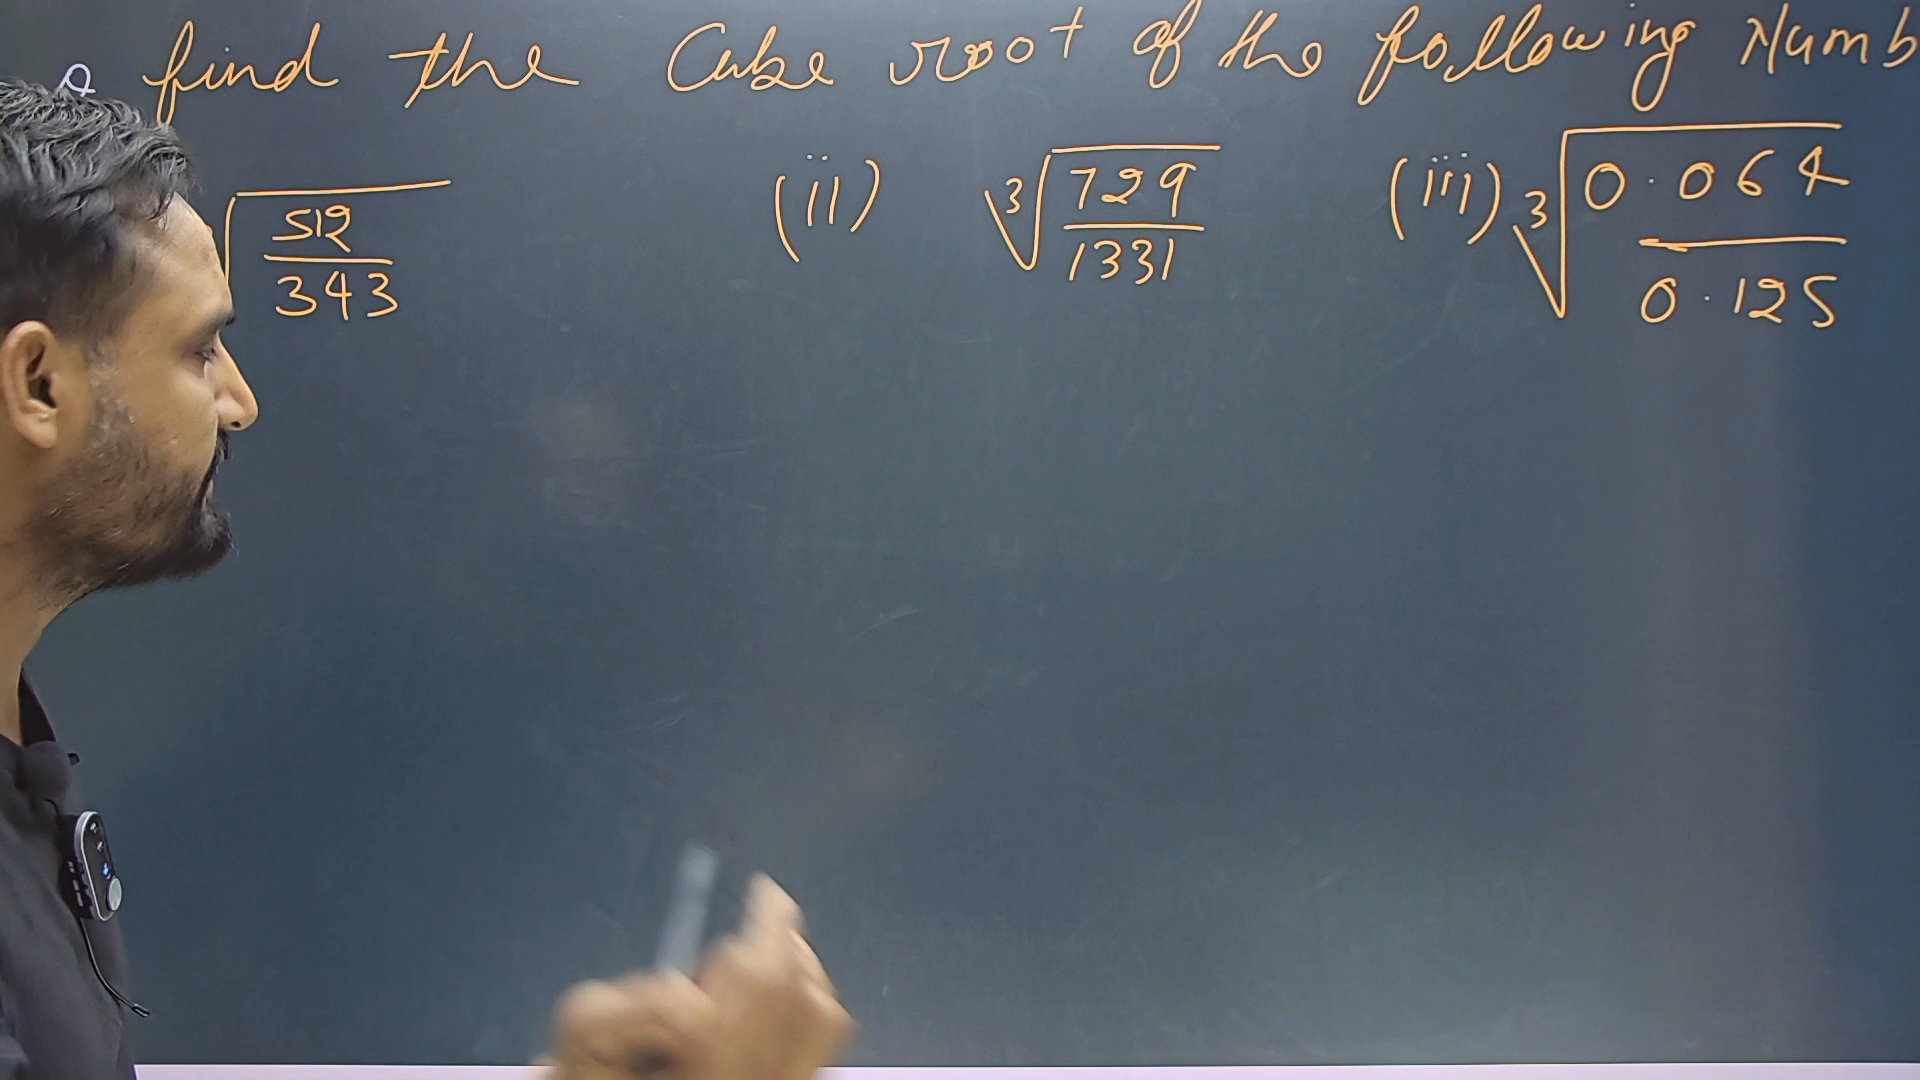 Q find the Cube root of the following Numb
√512/343 (ii) ∛729/1331 (iii) ∛0.064/0.125